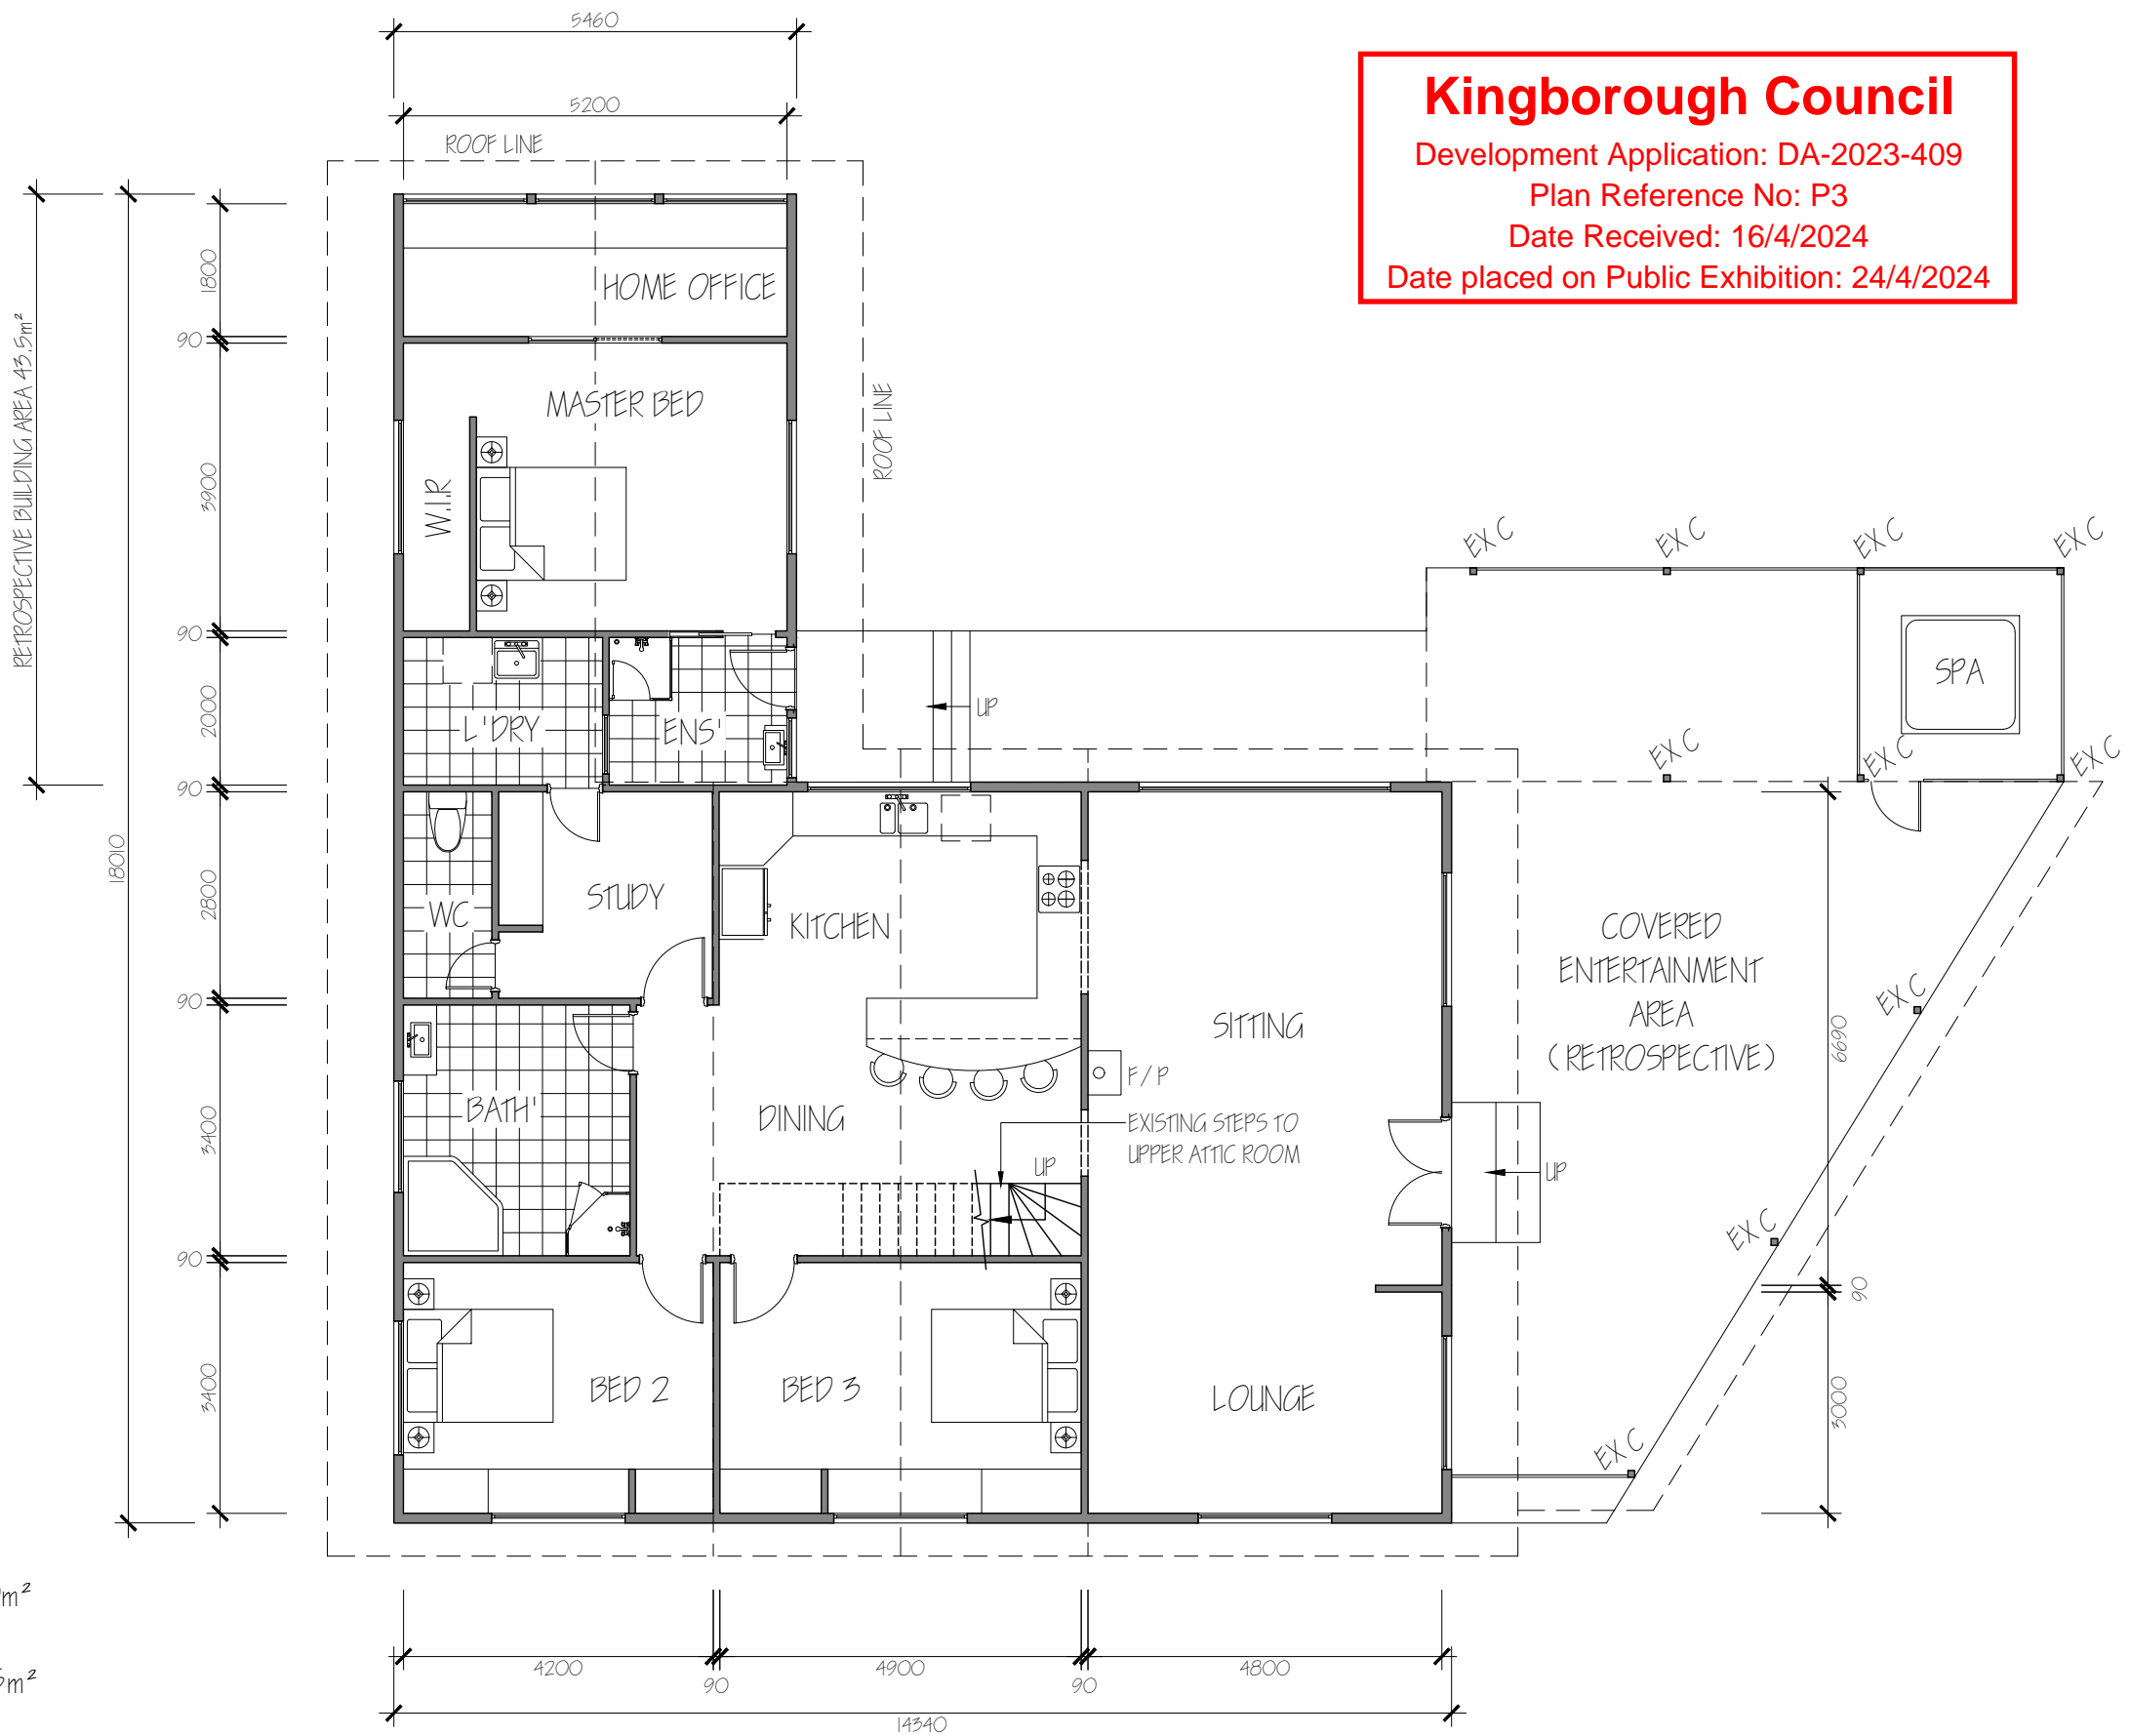 5460
5200
ROOF LINE
Kingborough Council
Development Application: DA-2023-409
Plan Reference No: P3
Date Received: 16/4/2024
Date placed on Public Exhibition: 24/4/2024
RETROSPECTIVE BUILDING AREA 43.5m²
18010
1800
90
3900
90
2000
90
2800
90
3400
90
3400
HOME OFFICE
MASTER BED
W.I.R
ROOF LINE
EX C
EX C
EX C
EX C
SPA
L'DRY
ENS'
UP
EX C
EX C
EX C
WC
STUDY
KITCHEN
COVERED
ENTERTAINMENT
AREA
(RETROSPECTIVE)
EX C
6690
SITTING
F/P
BATH'
DINING
EXISTING STEPS TO
UPPER ATTIC ROOM
UP
UP
EX C
90
BED 2
BED 3
LOUNGE
3000
EX C
m²
m²
4200
90
4900
90
4800
14340